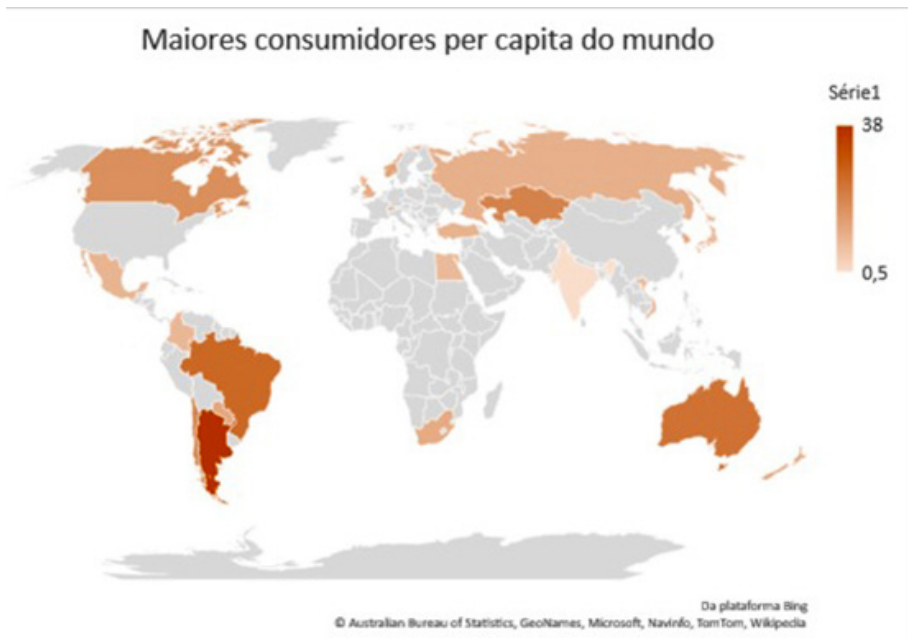 Maiores consumidores per capita do mundo
Série1
38
0,5
Da plataforma Bing
© Australian Bureau of Statistics, GeoNames, Microsoft, Navinfo, TomTom, Wikipedia